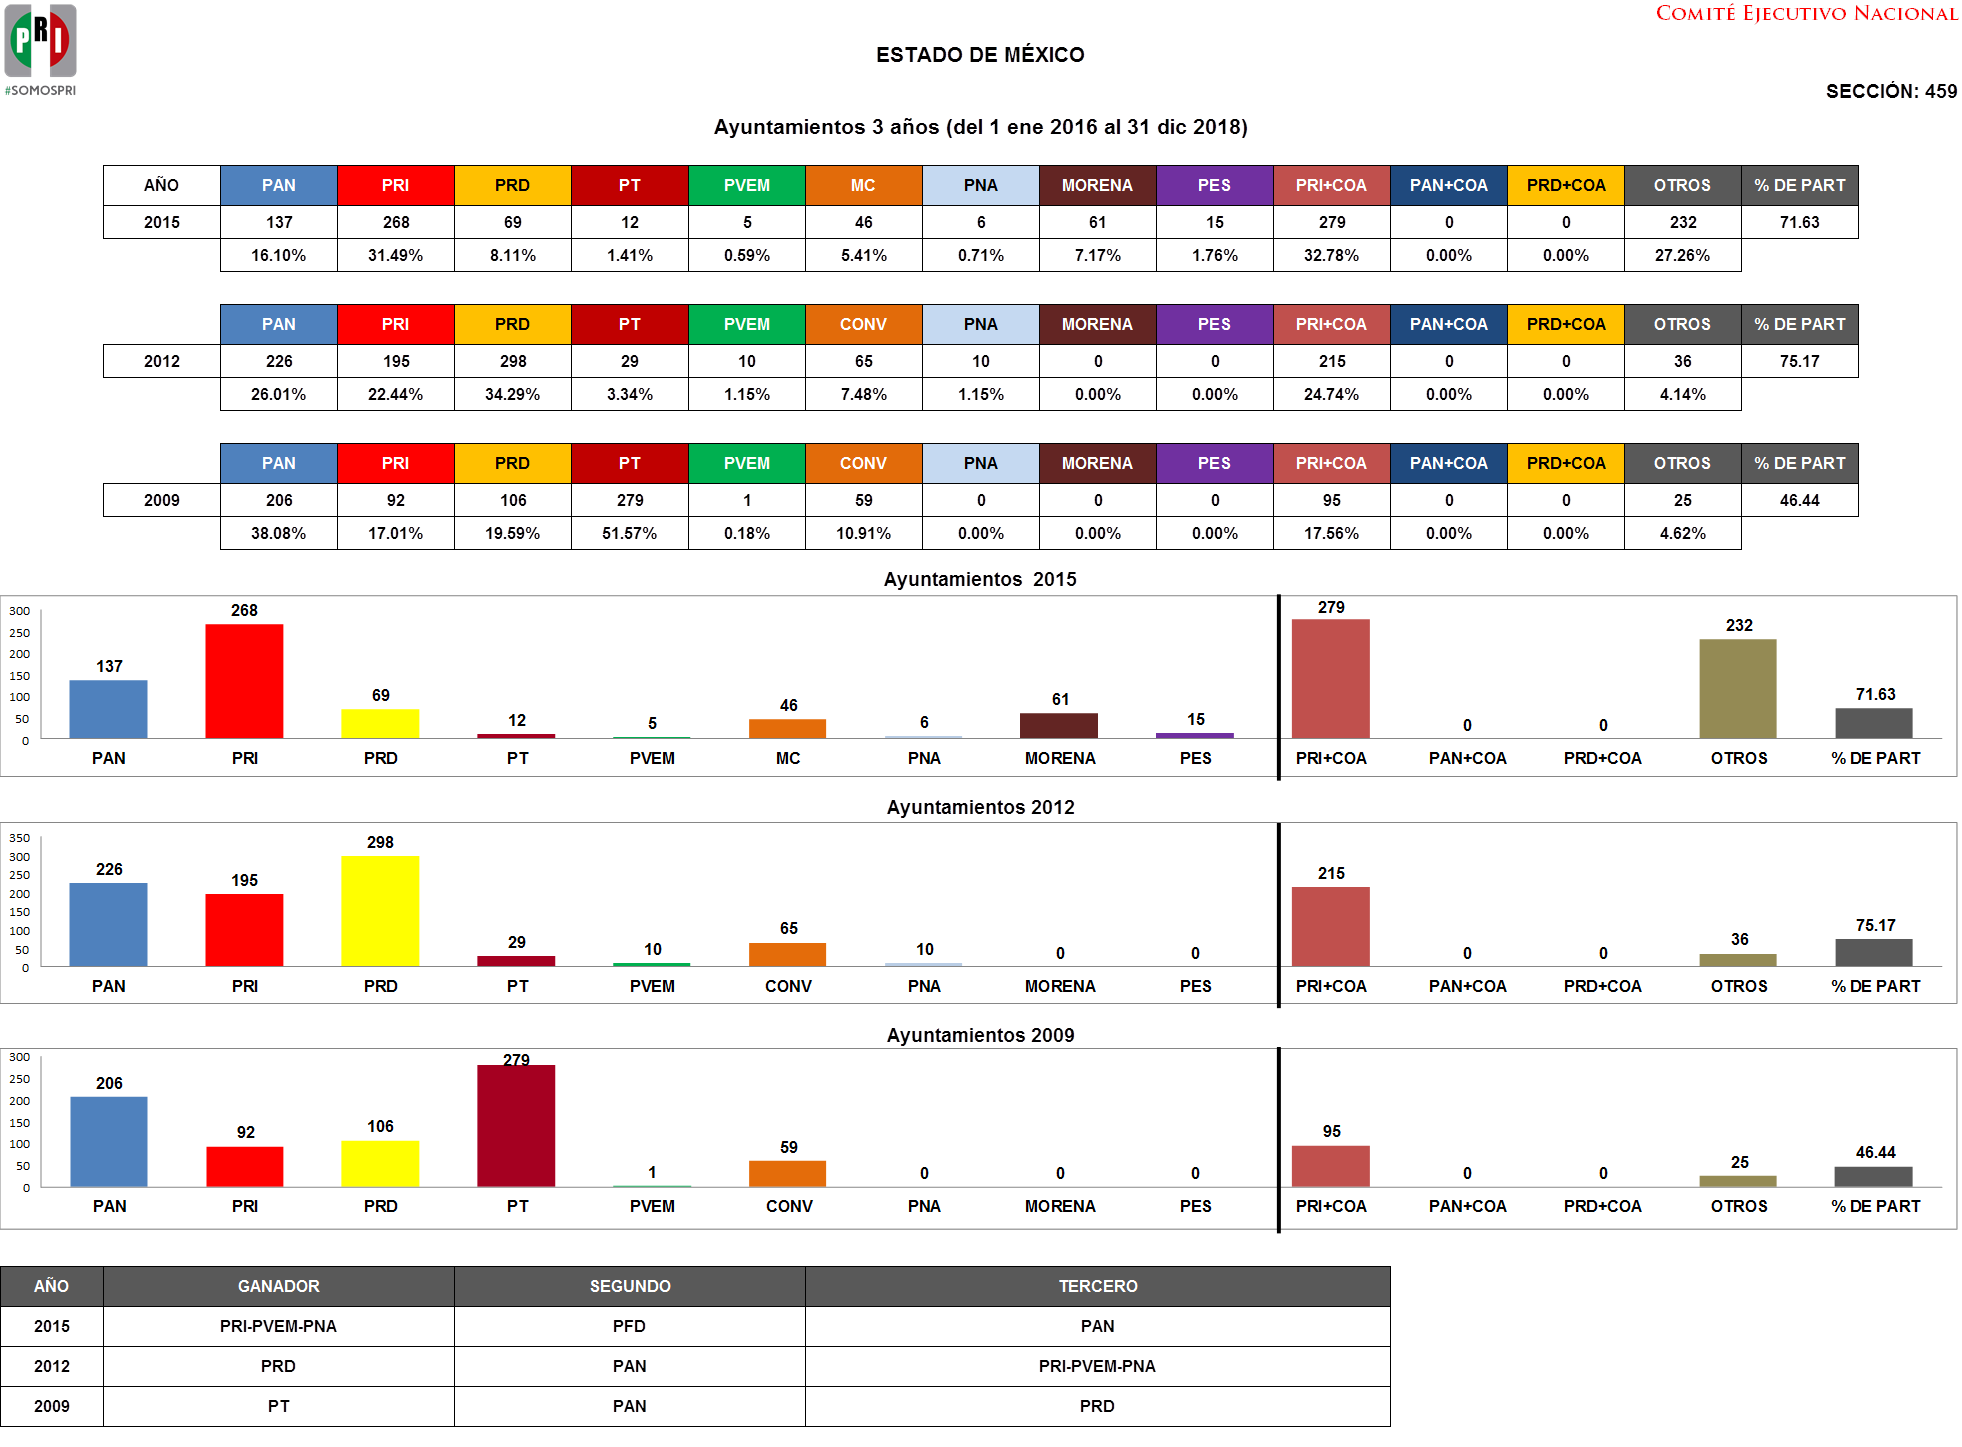 PRI
#SOMOSPRI
COMITÉ EJECUTIVO NACIONAL
ESTADO DE MÉXICO
SECCIÓN: 459
Ayuntamientos 3 años (del 1 ene 2016 al 31 dic 2018)
AÑO PAN PRI PRD PT PVEM MC PNA MORENA PES PRI+COA PAN+COA PRD+COA OTROS % DE PART
2015 137 268 69 12 5 46 6 61 15 279 0 0 232 71.63
16.10% 31.49% 8.11% 1.41% 0.59% 5.41% 0.71% 7.17% 1.76% 32.78% 0.00% 0.00% 27.26%
PAN PRI PRD PT PVEM CONV PNA MORENA PES PRI+COA PAN+COA PRD+COA OTROS % DE PART
2012 226 195 298 29 10 65 10 0 0 215 0 0 36 75.17
26.01% 22.44% 34.29% 3.34% 1.15% 7.48% 1.15% 0.00% 0.00% 24.74% 0.00% 0.00% 4.14%
PAN PRI PRD PT PVEM CONV PNA MORENA PES PRI+COA PAN+COA PRD+COA OTROS % DE PART
2009 206 92 106 279 1 59 0 0 0 95 0 0 25 46.44
38.08% 17.01% 19.59% 51.57% 0.18% 10.91% 0.00% 0.00% 0.00% 17.56% 0.00% 0.00% 4.62%
Ayuntamientos 2015
300
250
200
150
100
50
0
137 268 69 12 5 46 6 61 15 279 0 0 232 71.63
PAN PRI PRD PT PVEM MC PNA MORENA PES PRI+COA PAN+COA PRD+COA OTROS % DE PART
Ayuntamientos 2012
350
300
250
200
150
100
50
0
226 195 298 29 10 65 10 0 0 215 0 0 36 75.17
PAN PRI PRD PT PVEM CONV PNA MORENA PES PRI+COA PAN+COA PRD+COA OTROS % DE PART
Ayuntamientos 2009
300
250
200
150
100
50
0
206 92 106 279 1 59 0 0 0 95 0 0 25 46.44
PAN PRI PRD PT PVEM CONV PNA MORENA PES PRI+COA PAN+COA PRD+COA OTROS % DE PART
AÑO GANADOR SEGUNDO TERCERO
2015 PRI-PVEM-PNA PFD PAN
2012 PRD PAN PRI-PVEM-PNA
2009 PT PAN PRD